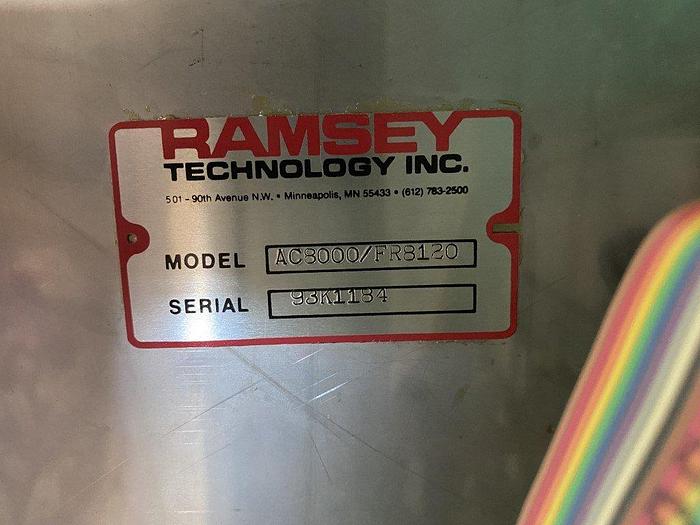 RAMSEY
TECHNOLOGY INC.
501 - 90th Avenue N.W. • Minneapolis, MN 55433 • (612) 783-2500
MODEL AC8000/FR8120
SERIAL 93K1184